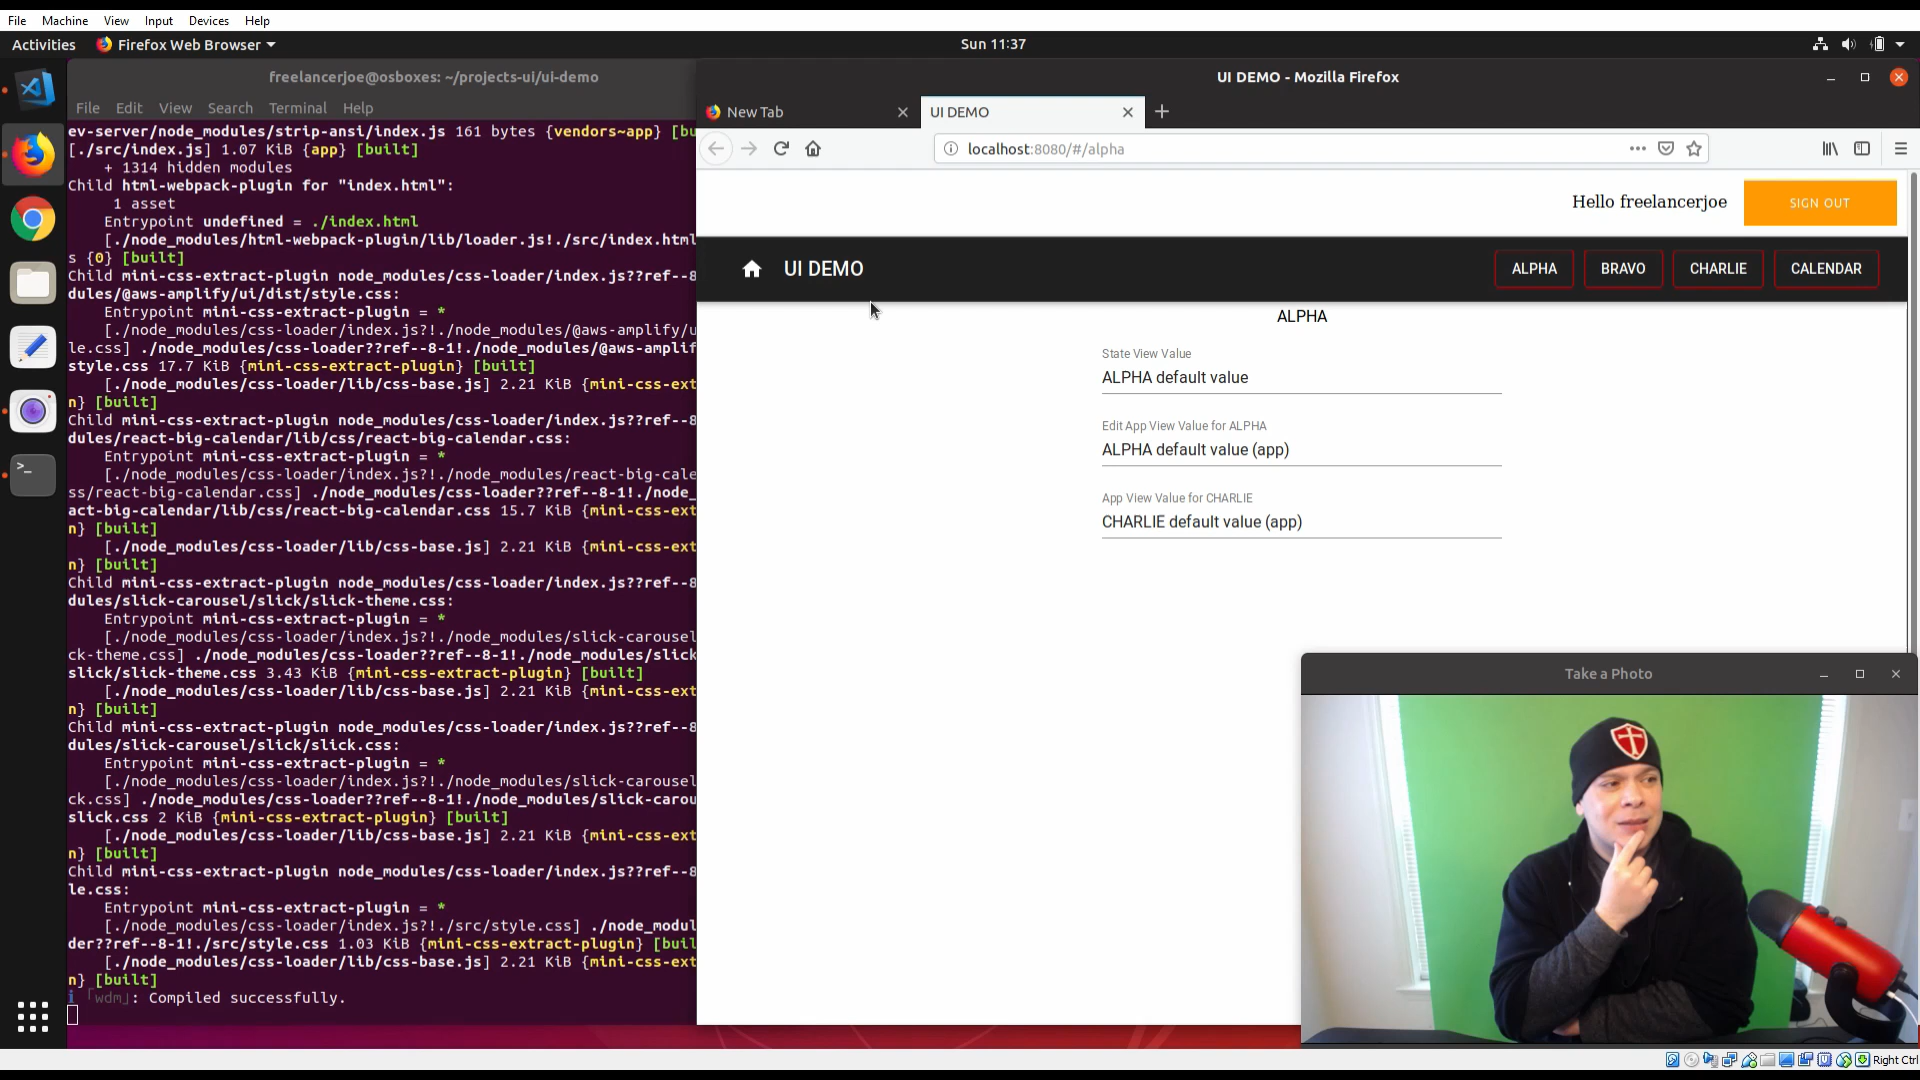 File Machine View Input Devices Help
Activities Firefox Web Browser Sun 11:37
freelancerjoe@osboxes: ~/projects-ui/ui-demo
File Edit View Search Terminal Help
ev-server/node_modules/strip-ansi/index.js 161 bytes {vendors~app} [bu
[./src/index.js] 1.07 KiB {app} [built]
+ 1314 hidden modules
Child html-webpack-plugin for "index.html":
1 asset
Entrypoint undefined = ./index.html
[./node_modules/html-webpack-plugin/lib/loader.js!./src/index.html
s {0} [built]
Child mini-css-extract-plugin node_modules/css-loader/index.js??ref--8
dules/@aws-amplify/ui/dist/style.css:
Entrypoint mini-css-extract-plugin = *
[./node_modules/css-loader/index.js?!./node_modules/@aws-amplify/u
le.css] ./node_modules/css-loader??ref--8-1!./node_modules/@aws-amplif
style.css 17.7 KiB {mini-css-extract-plugin} [built]
[./node_modules/css-loader/lib/css-base.js] 2.21 KiB {mini-css-ext
n} [built]
Child mini-css-extract-plugin node_modules/css-loader/index.js??ref--8
dules/react-big-calendar/lib/css/react-big-calendar.css:
Entrypoint mini-css-extract-plugin = *
[./node_modules/css-loader/index.js?!./node_modules/react-big-cale
ss/react-big-calendar.css] ./node_modules/css-loader??ref--8-1!./node_
act-big-calendar/lib/css/react-big-calendar.css 15.7 KiB {mini-css-ext
n} [built]
[./node_modules/css-loader/lib/css-base.js] 2.21 KiB {mini-css-ext
n} [built]
Child mini-css-extract-plugin node_modules/css-loader/index.js??ref--8
dules/slick-carousel/slick/slick-theme.css:
Entrypoint mini-css-extract-plugin = *
[./node_modules/css-loader/index.js?!./node_modules/slick-carousel
ck-theme.css] ./node_modules/css-loader??ref--8-1!./node_modules/slick
slick/slick-theme.css 3.43 KiB {mini-css-extract-plugin} [built]
[./node_modules/css-loader/lib/css-base.js] 2.21 KiB {mini-css-ext
n} [built]
Child mini-css-extract-plugin node_modules/css-loader/index.js??ref--8
dules/slick-carousel/slick/slick.css:
Entrypoint mini-css-extract-plugin = *
[./node_modules/css-loader/index.js?!./node_modules/slick-carousel
ck.css] ./node_modules/css-loader??ref--8-1!./node_modules/slick-carou
slick.css 2 KiB {mini-css-extract-plugin} [built]
[./node_modules/css-loader/lib/css-base.js] 2.21 KiB {mini-css-ext
n} [built]
Child mini-css-extract-plugin node_modules/css-loader/index.js??ref--8
le.css:
Entrypoint mini-css-extract-plugin = *
[./node_modules/css-loader/index.js?!./src/style.css] ./node_modul
der??ref--8-1!./src/style.css 1.03 KiB {mini-css-extract-plugin} [buil
[./node_modules/css-loader/lib/css-base.js] 2.21 KiB {mini-css-ext
n} [built]
i ｢wdm｣: Compiled successfully.
UI DEMO - Mozilla Firefox
New Tab UI DEMO
localhost:8080/#/alpha
Hello freelancerjoe SIGN OUT
UI DEMO ALPHA BRAVO CHARLIE CALENDAR
ALPHA
State View Value
ALPHA default value
Edit App View Value for ALPHA
ALPHA default value (app)
App View Value for CHARLIE
CHARLIE default value (app)
Take a Photo
Right Ctrl